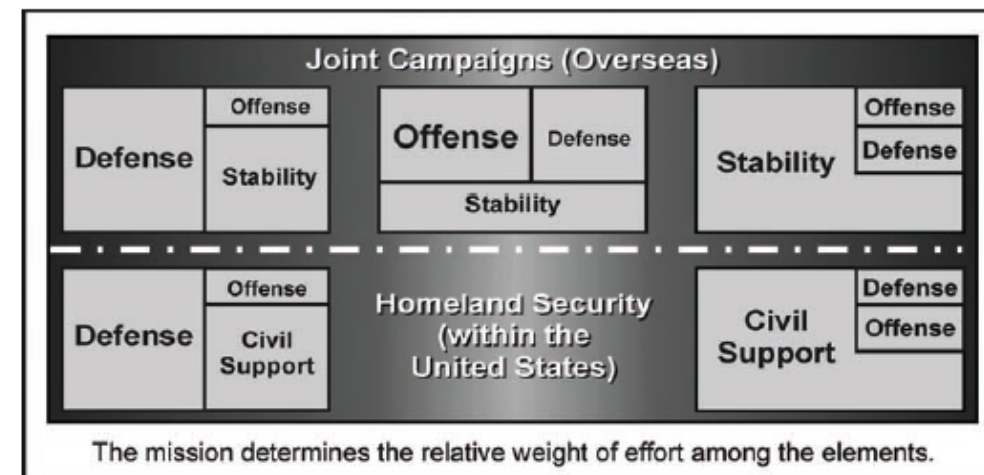 Joint Campaigns (Overseas)
Defense
Offense
Stability
Offense
Defense
Stability
Stability
Offense
Defense
Defense
Offense
Civil
Support
Homeland Security
(within the
United States)
Civil
Support
Defense
Offense
The mission determines the relative weight of effort among the elements.